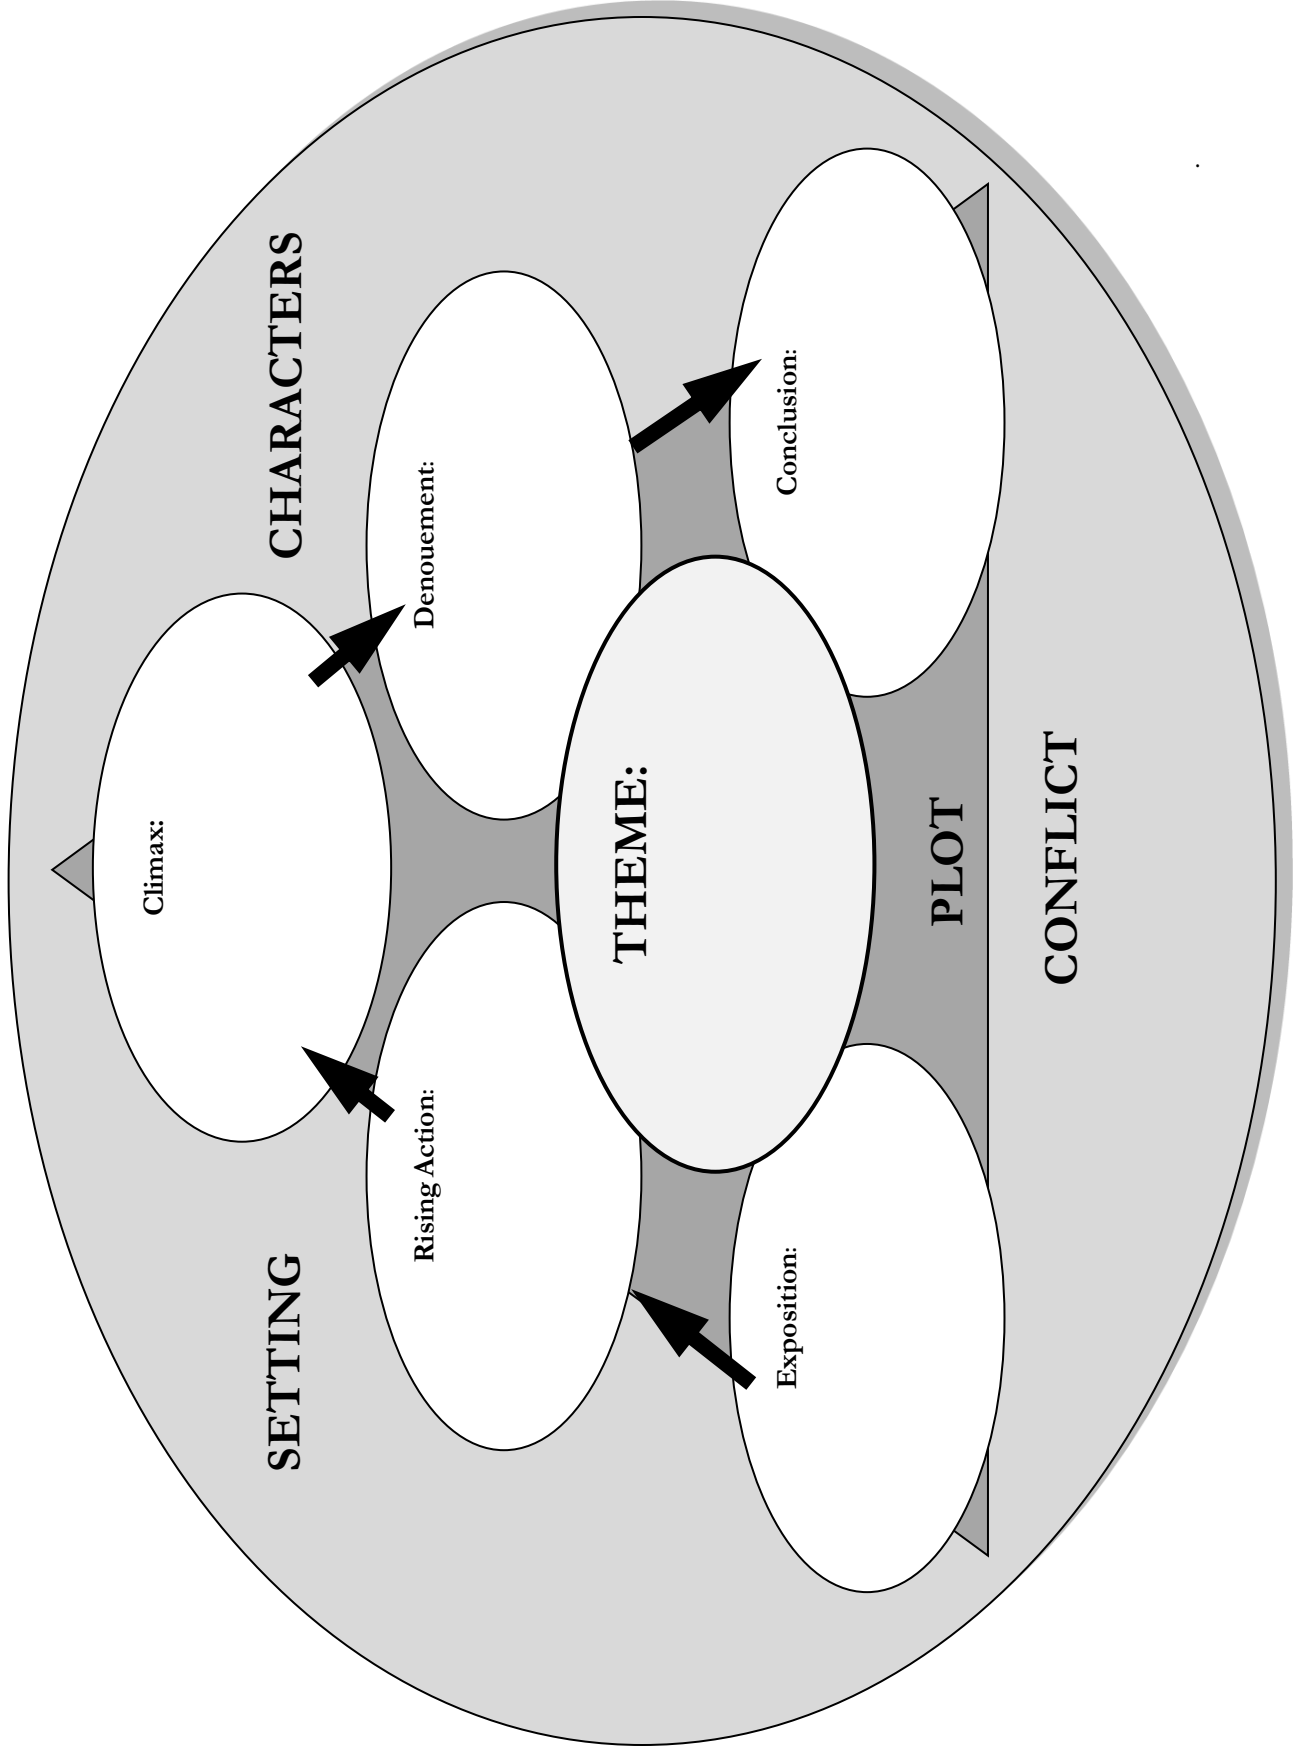 Climax:
SETTING
CHARACTERS
Rising Action:
Denouement:
THEME:
Exposition:
Conclusion:
PLOT
CONFLICT